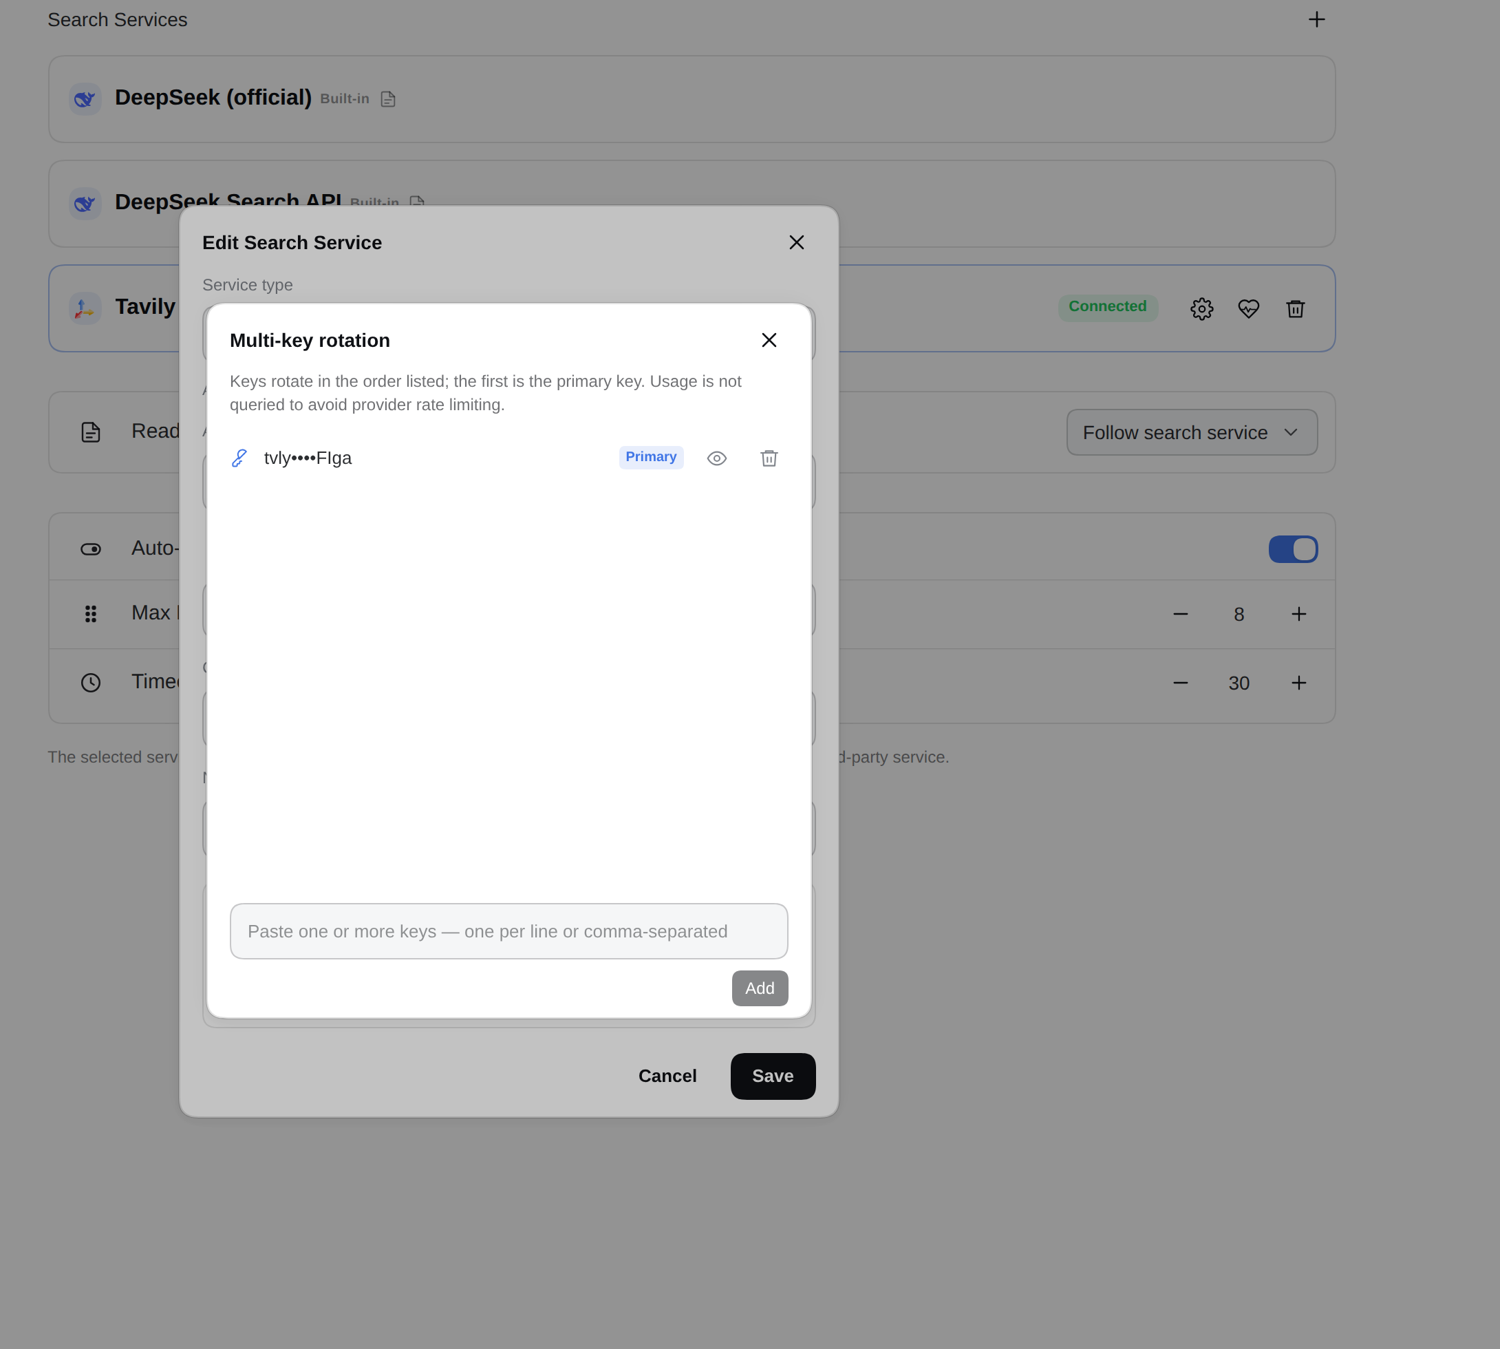 Search Services
DeepSeek (official) Built-in
DeepSeek Search API Built-in
Edit Search Service
Service type
Tavily
Connected
Multi-key rotation
Keys rotate in the order listed; the first is the primary key. Usage is not
queried to avoid provider rate limiting.
Read
Follow search service
tvly••••FIga
Primary
Auto-
Max
8
Time
30
The selected serv
d-party service.
Paste one or more keys — one per line or comma-separated
Add
Cancel
Save